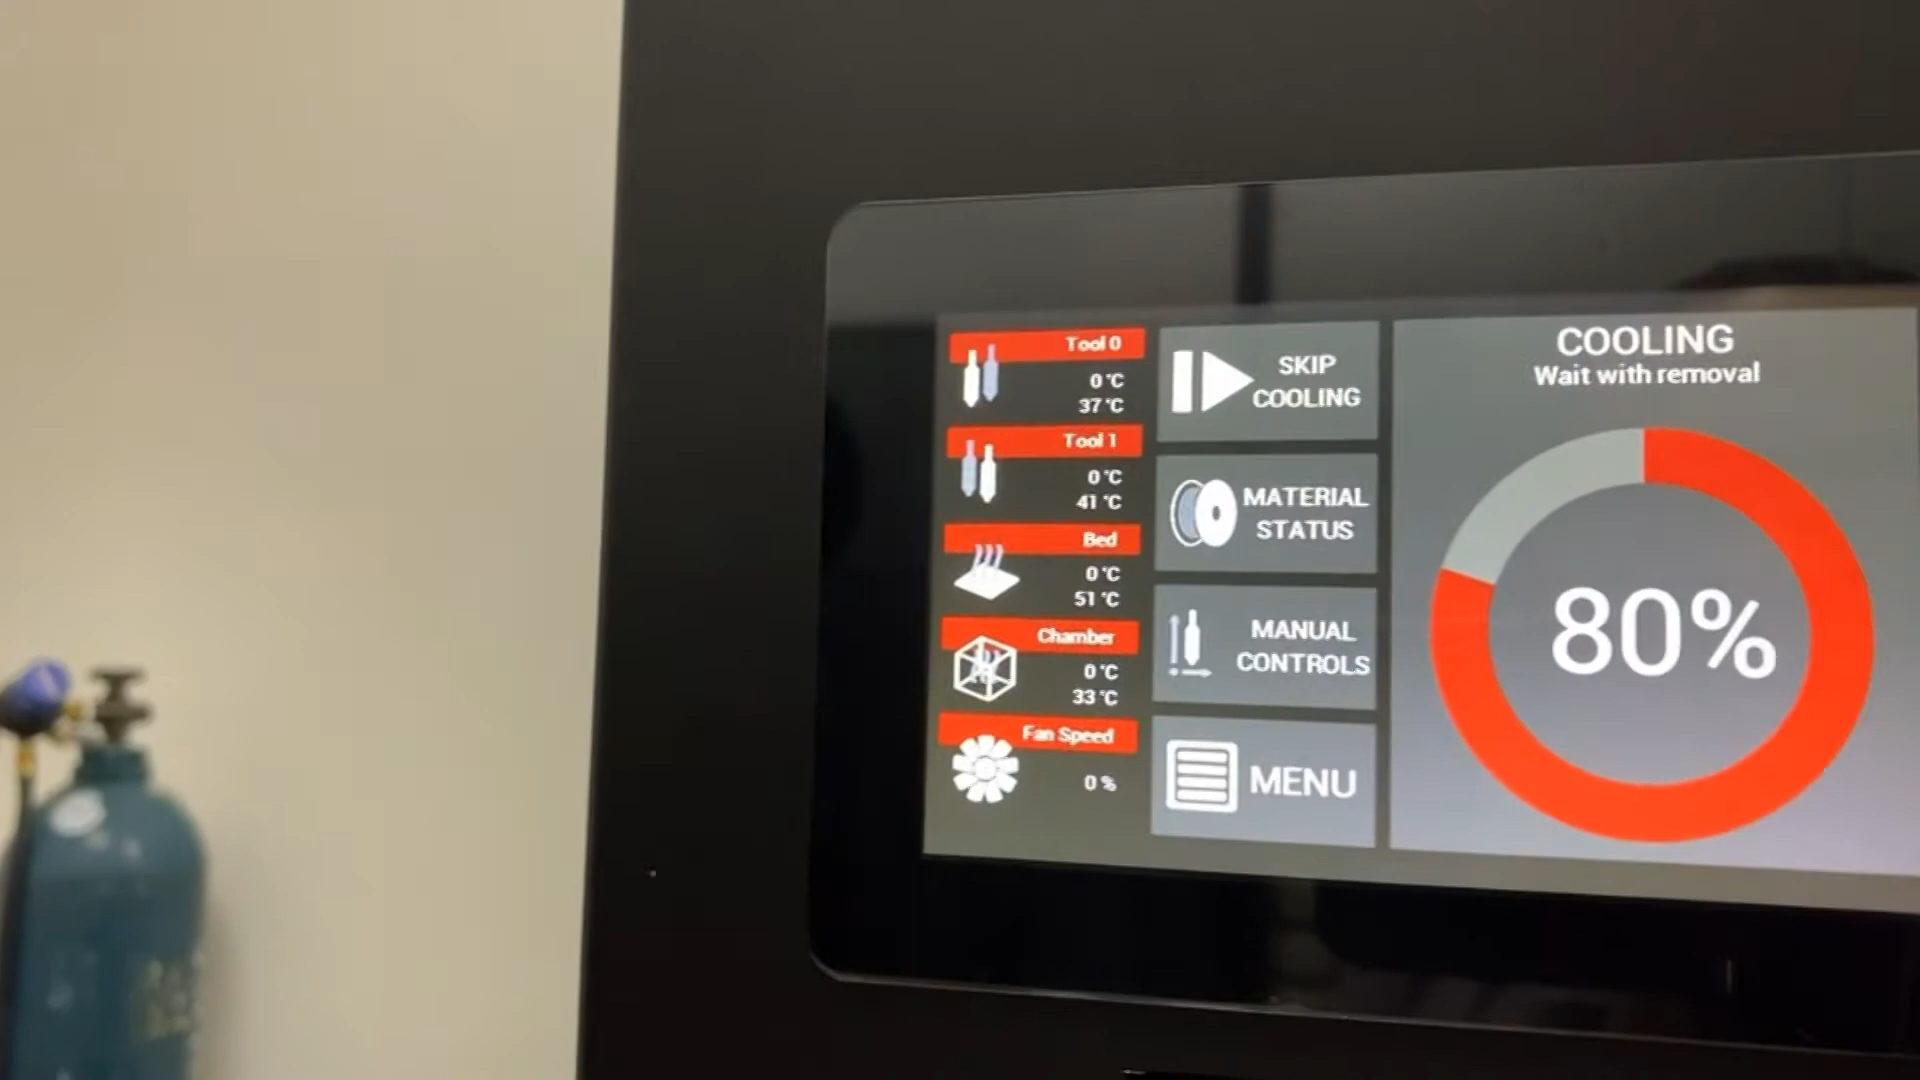 Tool 0
0 °C
37 °C
Tool 1
0 °C
41 °C
Bed
0 °C
51 °C
Chamber
0 °C
33 °C
Fan Speed
0 %
SKIP
COOLING
MATERIAL
STATUS
MANUAL
CONTROLS
MENU
COOLING
Wait with removal
80%